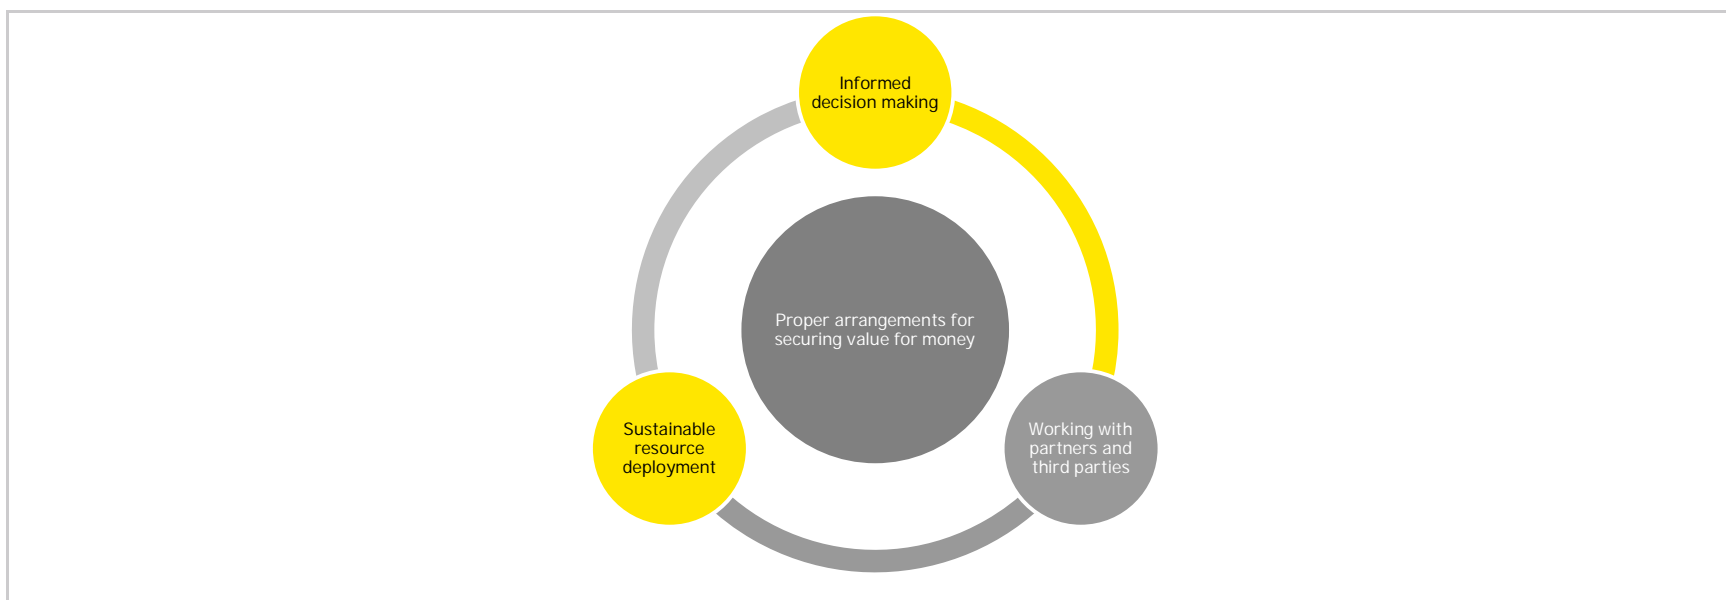 Informed
decision making
Proper arrangements for
securing value for money
Sustainable
resource
deployment
Working with
partners and
third parties